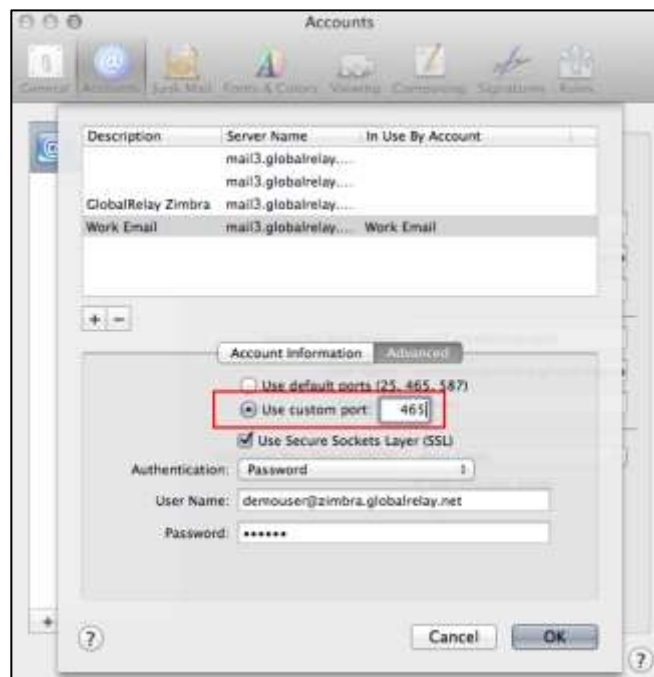 Accounts
General Accounts Junk Mail Fonts & Colors Viewing Composing Signatures Rules
Description Server Name In Use By Account
mail3.globalrelay....
mail3.globalrelay....
GlobalRelay Zimbra mail3.globalrelay....
Work Email mail3.globalrelay.... Work Email
+ −
Account Information Advanced
Use default ports (25, 465, 587)
Use custom port: 465
Use Secure Sockets Layer (SSL)
Authentication: Password
User Name: demouser@zimbra.globalrelay.net
Password: ••••••
+ ? Cancel OK
?